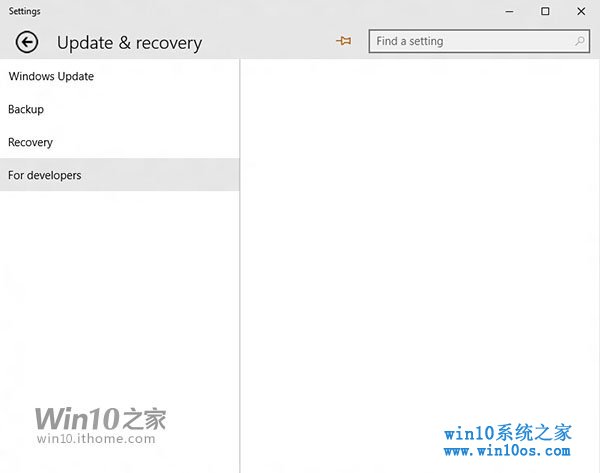 Settings
Update & recovery
Find a setting
Windows Update
Backup
Recovery
For developers
Win10之家
win10.ithome.com
win10系统之家
www.win10os.com